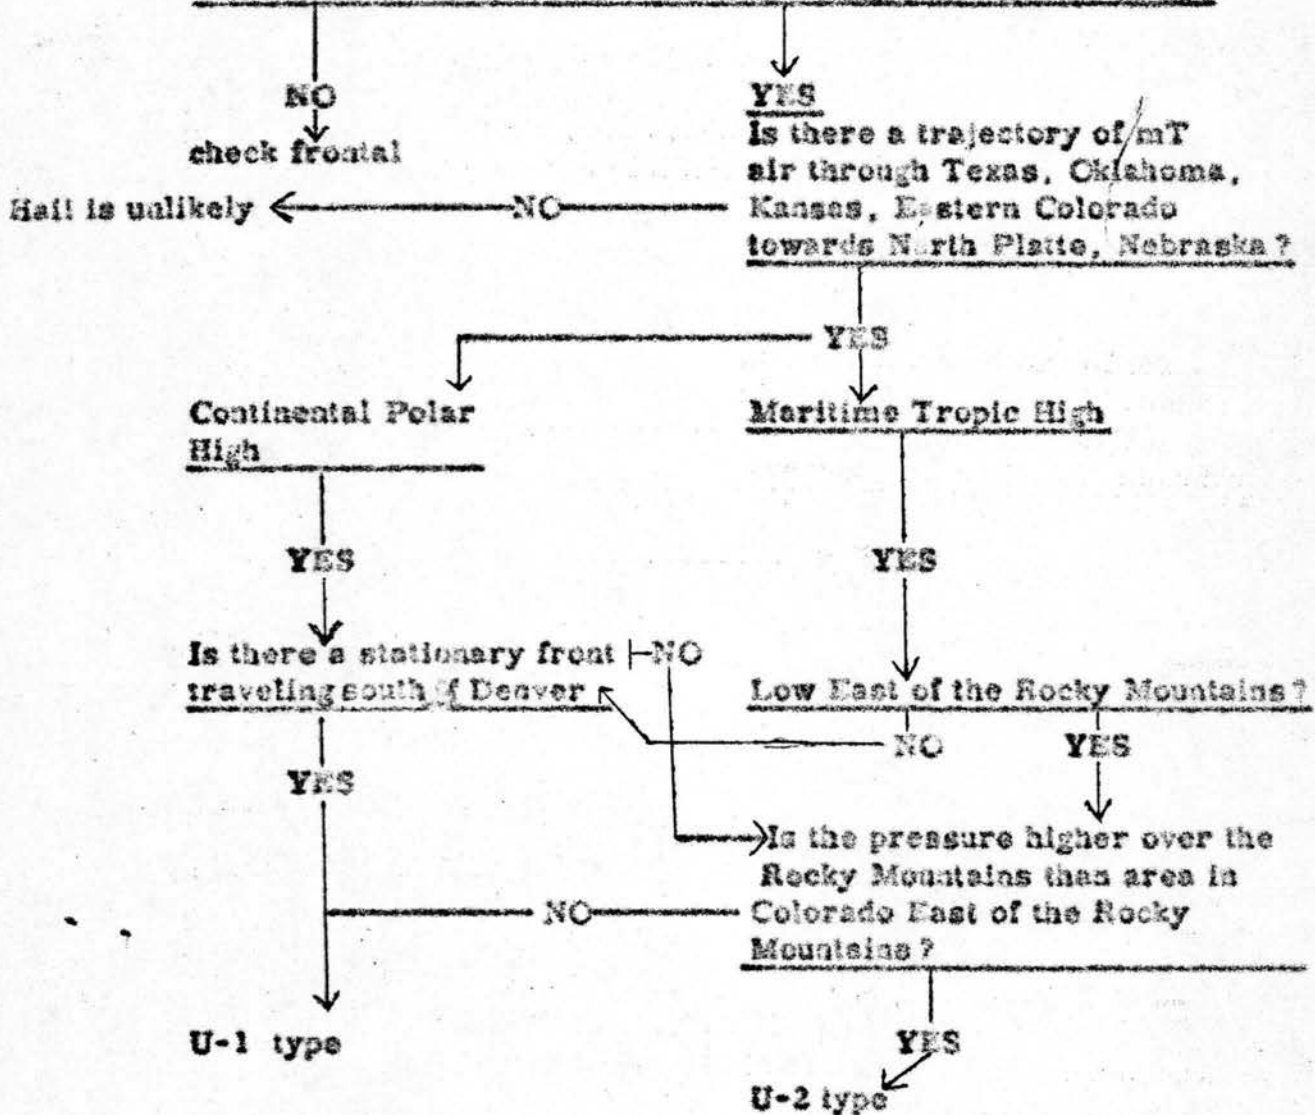 NO
YES
check frontal
Is there a trajectory of mT
air through Texas, Oklahoma,
Kansas, Eastern Colorado
towards North Platte, Nebraska?
Hail is unlikely
NO
YES
Continental Polar
High
Maritime Tropic High
YES
YES
Is there a stationary front
traveling south of Denver
NO
Low East of the Rocky Mountains?
NO
YES
YES
Is the pressure higher over the
Rocky Mountains than area in
Colorado East of the Rocky
Mountains?
NO
U-1 type
YES
U-2 type